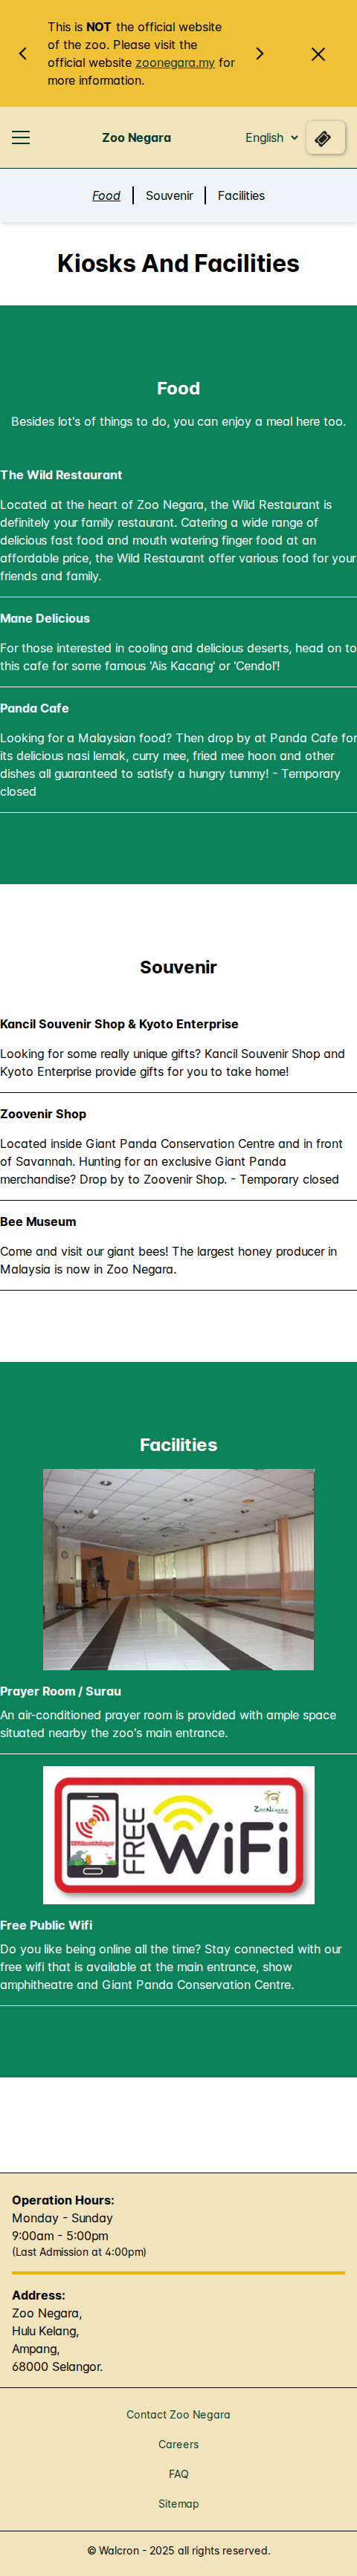 This is NOT the official website
of the zoo. Please visit the
official website zoonegara.my for
more information.
Zoo Negara
English
Food
Souvenir
Facilities
Kiosks And Facilities
Food
Besides lot's of things to do, you can enjoy a meal here too.
The Wild Restaurant
Located at the heart of Zoo Negara, the Wild Restaurant is
definitely your family restaurant. Catering a wide range of
delicious fast food and mouth watering finger food at an
affordable price, the Wild Restaurant offer various food for your
friends and family.
Mane Delicious
For those interested in cooling and delicious deserts, head on to
this cafe for some famous 'Ais Kacang' or 'Cendol'!
Panda Cafe
Looking for a Malaysian food? Then drop by at Panda Cafe for
its delicious nasi lemak, curry mee, fried mee hoon and other
dishes all guaranteed to satisfy a hungry tummy! - Temporary
closed
Souvenir
Kancil Souvenir Shop & Kyoto Enterprise
Looking for some really unique gifts? Kancil Souvenir Shop and
Kyoto Enterprise provide gifts for you to take home!
Zoovenir Shop
Located inside Giant Panda Conservation Centre and in front
of Savannah. Hunting for an exclusive Giant Panda
merchandise? Drop by to Zoovenir Shop. - Temporary closed
Bee Museum
Come and visit our giant bees! The largest honey producer in
Malaysia is now in Zoo Negara.
Facilities
Prayer Room / Surau
An air-conditioned prayer room is provided with ample space
situated nearby the zoo's main entrance.
ZOO NEGARA
FREE
WiFi
Free Public Wifi
Do you like being online all the time? Stay connected with our
free wifi that is available at the main entrance, show
amphitheatre and Giant Panda Conservation Centre.
Operation Hours:
Monday - Sunday
9:00am - 5:00pm
(Last Admission at 4:00pm)
Address:
Zoo Negara,
Hulu Kelang,
Ampang,
68000 Selangor.
Contact Zoo Negara
Careers
FAQ
Sitemap
© Walcron - 2025 all rights reserved.